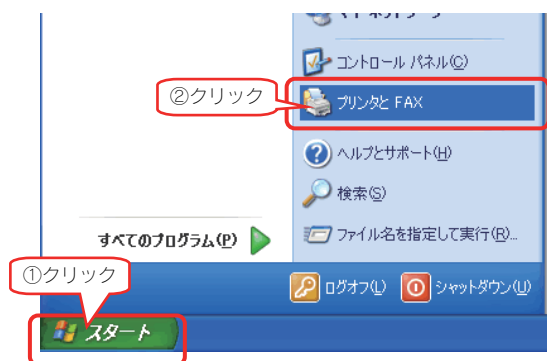 コントロール パネル(C)
②クリック
プリンタと FAX
ヘルプとサポート(H)
検索(S)
すべてのプログラム(P)
ファイル名を指定して実行(R)...
①クリック
ログオフ(L)
シャットダウン(U)
スタート